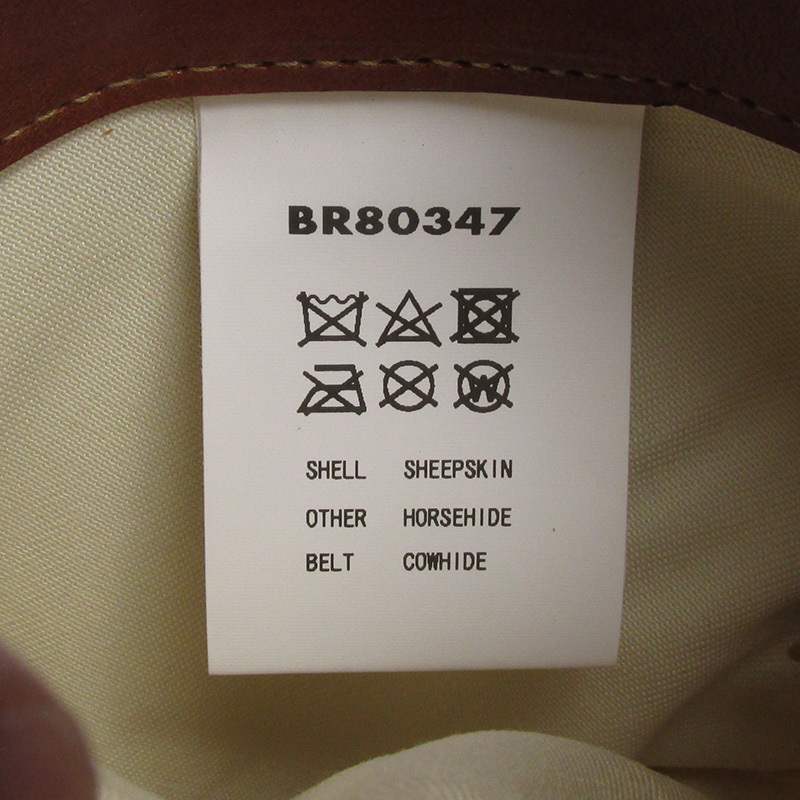 BR80347
W
SHELL SHEEPSKIN
OTHER HORSEHIDE
BELT COWHIDE